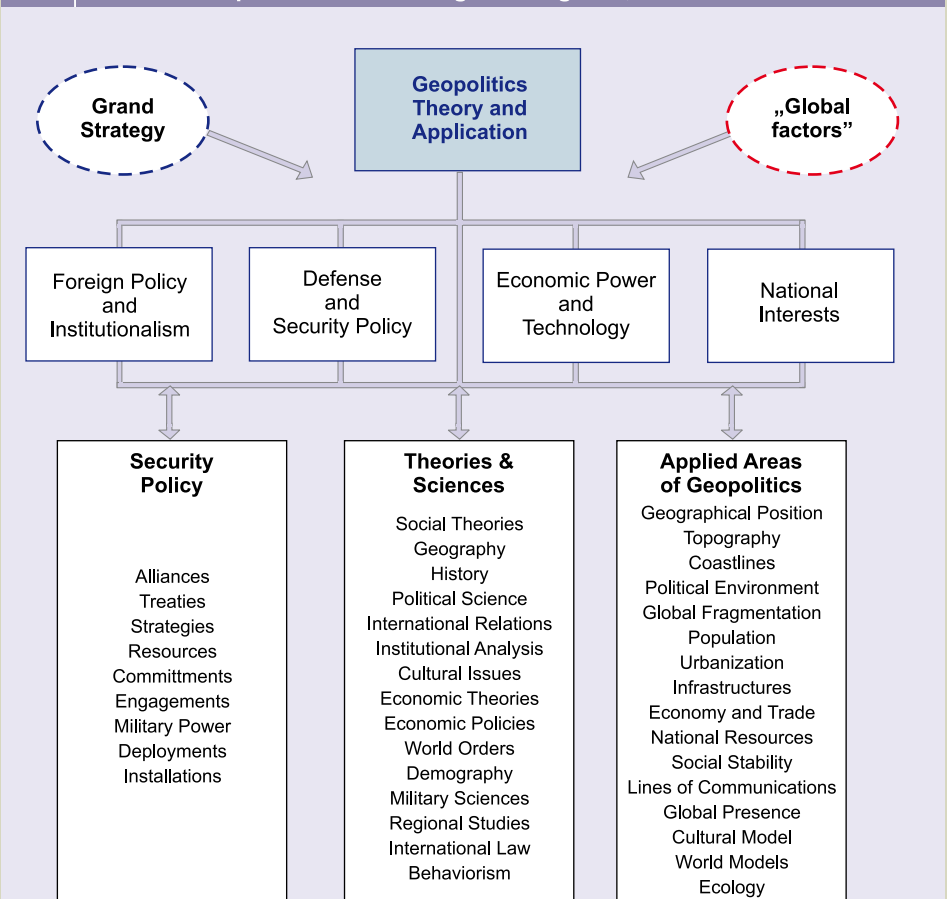 Grand
Strategy
Geopolitics
Theory and
Application
„Global
factors”
Foreign Policy
and
Institutionalism
Defense
and
Security Policy
Economic Power
and
Technology
National
Interests
Security
Policy
Alliances
Treaties
Strategies
Resources
Committments
Engagements
Military Power
Deployments
Installations
Theories &
Sciences
Social Theories
Geography
History
Political Science
International Relations
Institutional Analysis
Cultural Issues
Economic Theories
Economic Policies
World Orders
Demography
Military Sciences
Regional Studies
International Law
Behaviorism
Applied Areas
of Geopolitics
Geographical Position
Topography
Coastlines
Political Environment
Global Fragmentation
Population
Urbanization
Infrastructures
Economy and Trade
National Resources
Social Stability
Lines of Communications
Global Presence
Cultural Model
World Models
Ecology